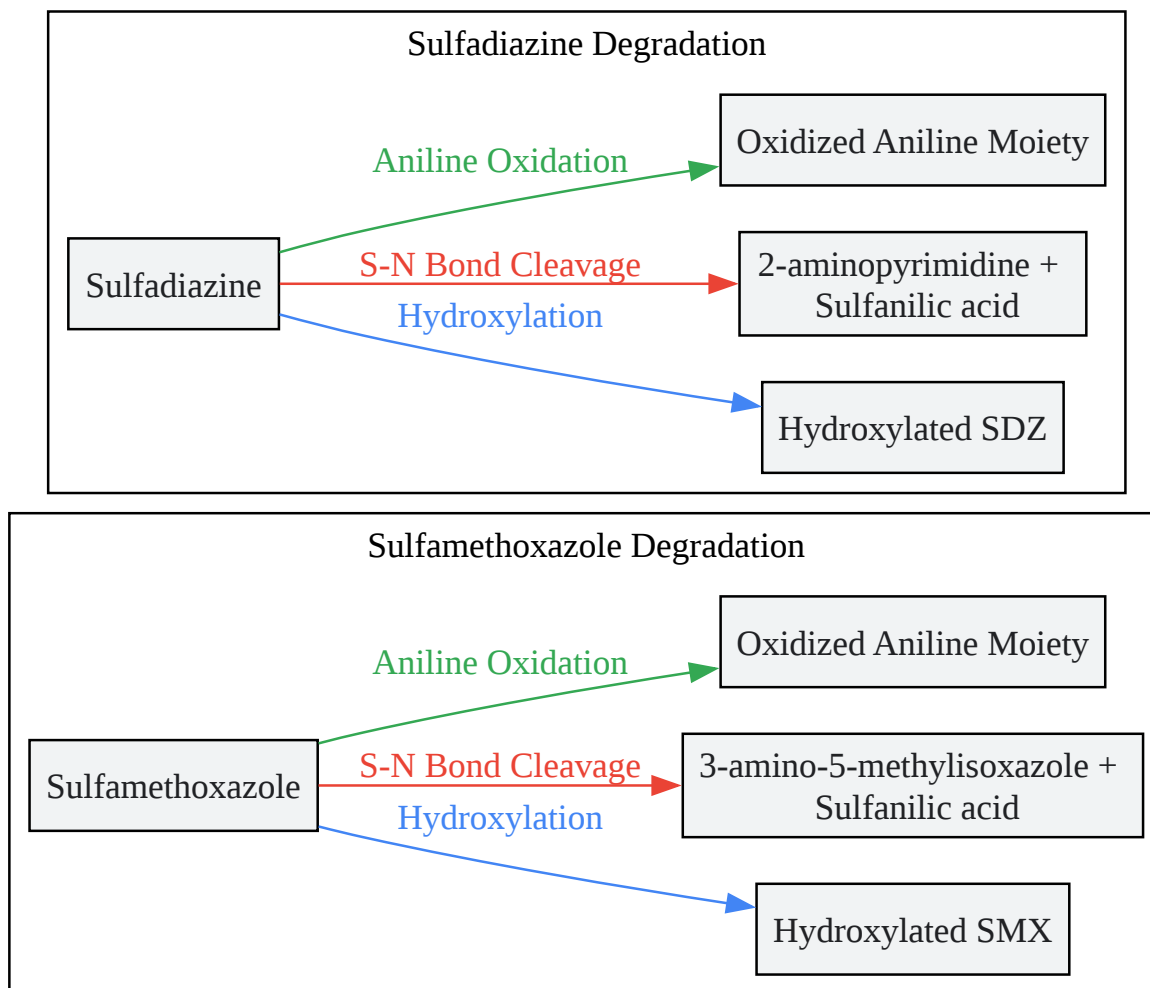 Sulfadiazine Degradation
Aniline Oxidation
Oxidized Aniline Moiety
Sulfadiazine
S-N Bond Cleavage
2-aminopyrimidine +
Sulfanilic acid
Hydroxylation
Hydroxylated SDZ
Sulfamethoxazole Degradation
Aniline Oxidation
Oxidized Aniline Moiety
Sulfamethoxazole
S-N Bond Cleavage
3-amino-5-methylisoxazole +
Sulfanilic acid
Hydroxylation
Hydroxylated SMX